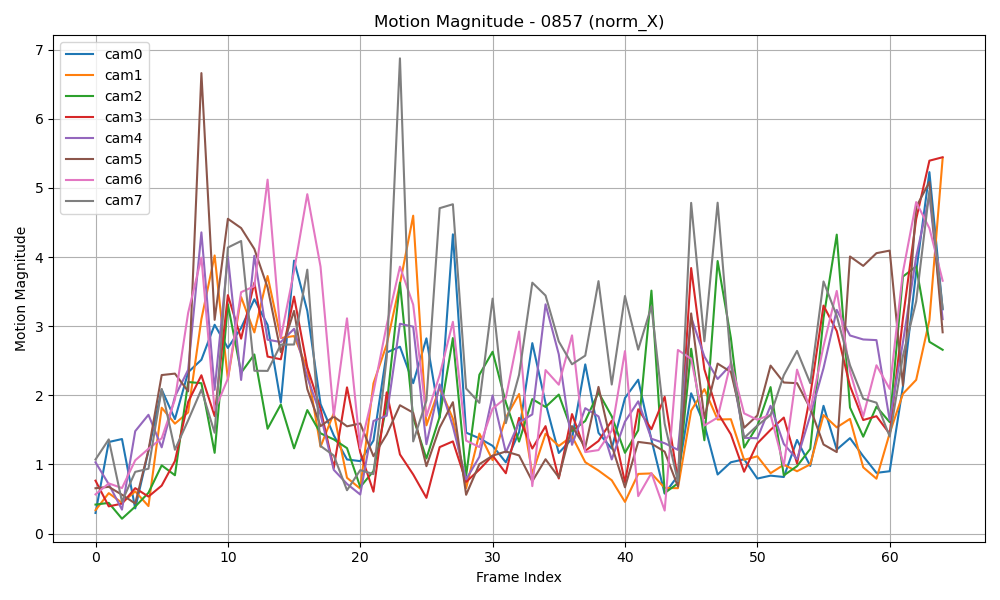 Motion Magnitude - 0857 (norm_X)
cam0
cam1
cam2
cam3
cam4
cam5
cam6
cam7
Motion Magnitude
7
6
5
4
3
2
1
0
0 10 20 30 40 50 60
Frame Index